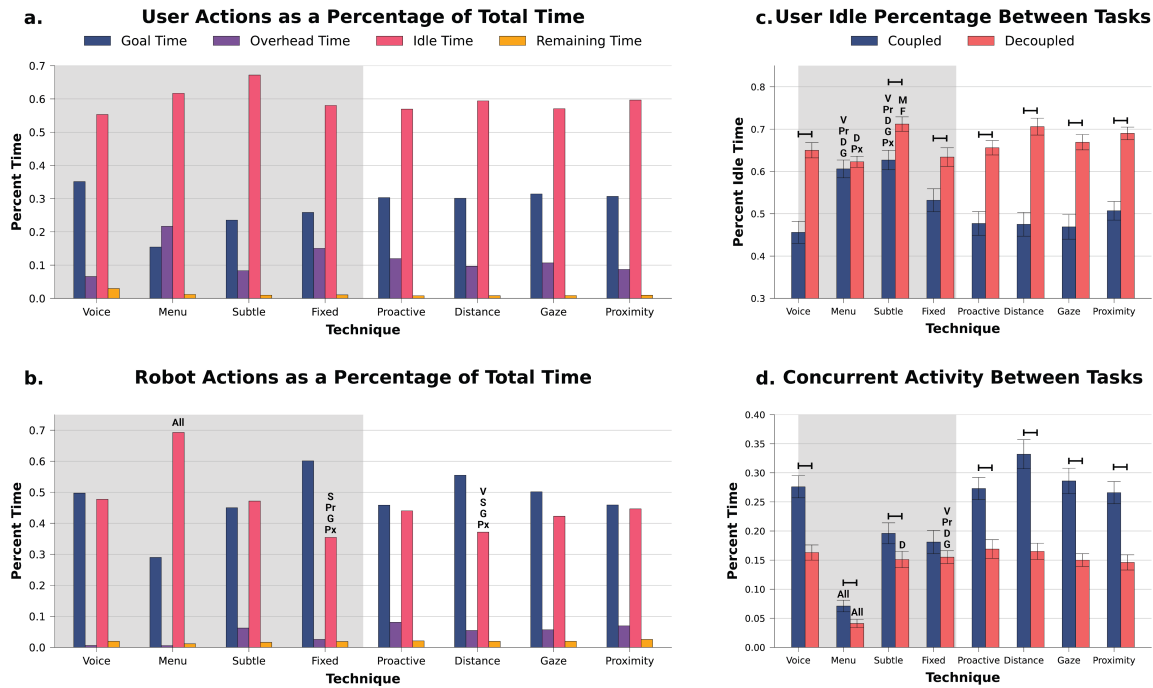 a. User Actions as a Percentage of Total Time
Goal Time Overhead Time Idle Time Remaining Time
Percent Time
0.7
0.6
0.5
0.4
0.3
0.2
0.1
0.0
Voice Menu Subtle Fixed Proactive Distance Gaze Proximity
Technique
c. User Idle Percentage Between Tasks
Coupled Decoupled
Percent Idle Time
0.8
0.7
0.6
0.5
0.4
0.3
V
Pr
D
G
D
Px
V
Pr
D
G
Px
M
F
Voice Menu Subtle Fixed Proactive Distance Gaze Proximity
Technique
b. Robot Actions as a Percentage of Total Time
Percent Time
0.7
0.6
0.5
0.4
0.3
0.2
0.1
0.0
All
S
Pr
G
Px
V
S
G
Px
Voice Menu Subtle Fixed Proactive Distance Gaze Proximity
Technique
d. Concurrent Activity Between Tasks
Percent Time
0.40
0.35
0.30
0.25
0.20
0.15
0.10
0.05
0.00
All
All
D
V
Pr
D
G
Voice Menu Subtle Fixed Proactive Distance Gaze Proximity
Technique